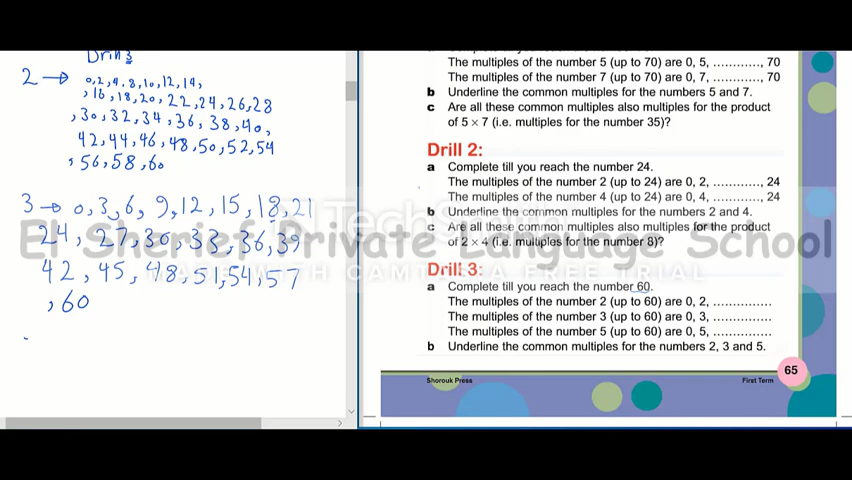 Drill 3
2 → 0, 2, 4, 8, 10, 12, 14,
, 16, 18, 20, 22, 24, 26, 28
, 30, 32, 34, 36, 38, 40,
42, 44, 46, 48, 50, 52, 54
, 56, 58, 60
3 → 0, 3, 6, 9, 12, 15, 18, 21
24, 27, 30, 33, 36, 39
42, 45, 48, 51, 54, 57
, 60
The multiples of the number 5 (up to 70) are 0, 5, ............, 70
The multiples of the number 7 (up to 70) are 0, 7, ............, 70
b Underline the common multiples for the numbers 5 and 7.
c Are all these common multiples also multiples for the product
of 5 × 7 (i.e. multiples for the number 35)?
Drill 2:
a Complete till you reach the number 24.
The multiples of the number 2 (up to 24) are 0, 2, ............, 24
The multiples of the number 4 (up to 24) are 0, 4, ............, 24
b Underline the common multiples for the numbers 2 and 4.
c Are all these common multiples also multiples for the product
of 2 × 4 (i.e. multiples for the number 8)?
Drill 3:
a Complete till you reach the number 60.
The multiples of the number 2 (up to 60) are 0, 2, ..............
The multiples of the number 3 (up to 60) are 0, 3, ..............
The multiples of the number 5 (up to 60) are 0, 5, ..............
b Underline the common multiples for the numbers 2, 3 and 5.
65
Shorouk Press
First Term
El Sherief Private Language School
MADE WITH CAMTASIA FREE TRIAL